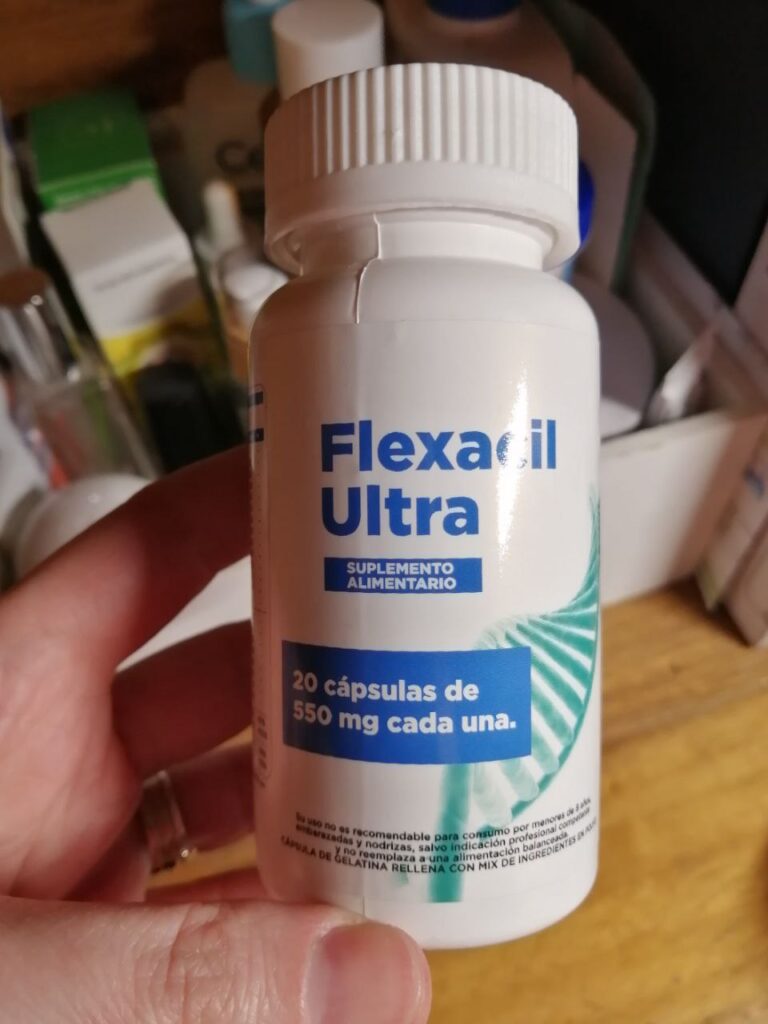 Flexacil
Ultra
SUPLEMENTO
ALIMENTARIO
20 cápsulas de
550 mg cada una.
Su uso no es recomendable para consumo por menores de 8 años,
embarazadas y nodrizas, salvo indicación profesional competente
y no reemplaza a una alimentación balanceada.
CÁPSULA DE GELATINA RELLENA CON MIX DE INGREDIENTES EN